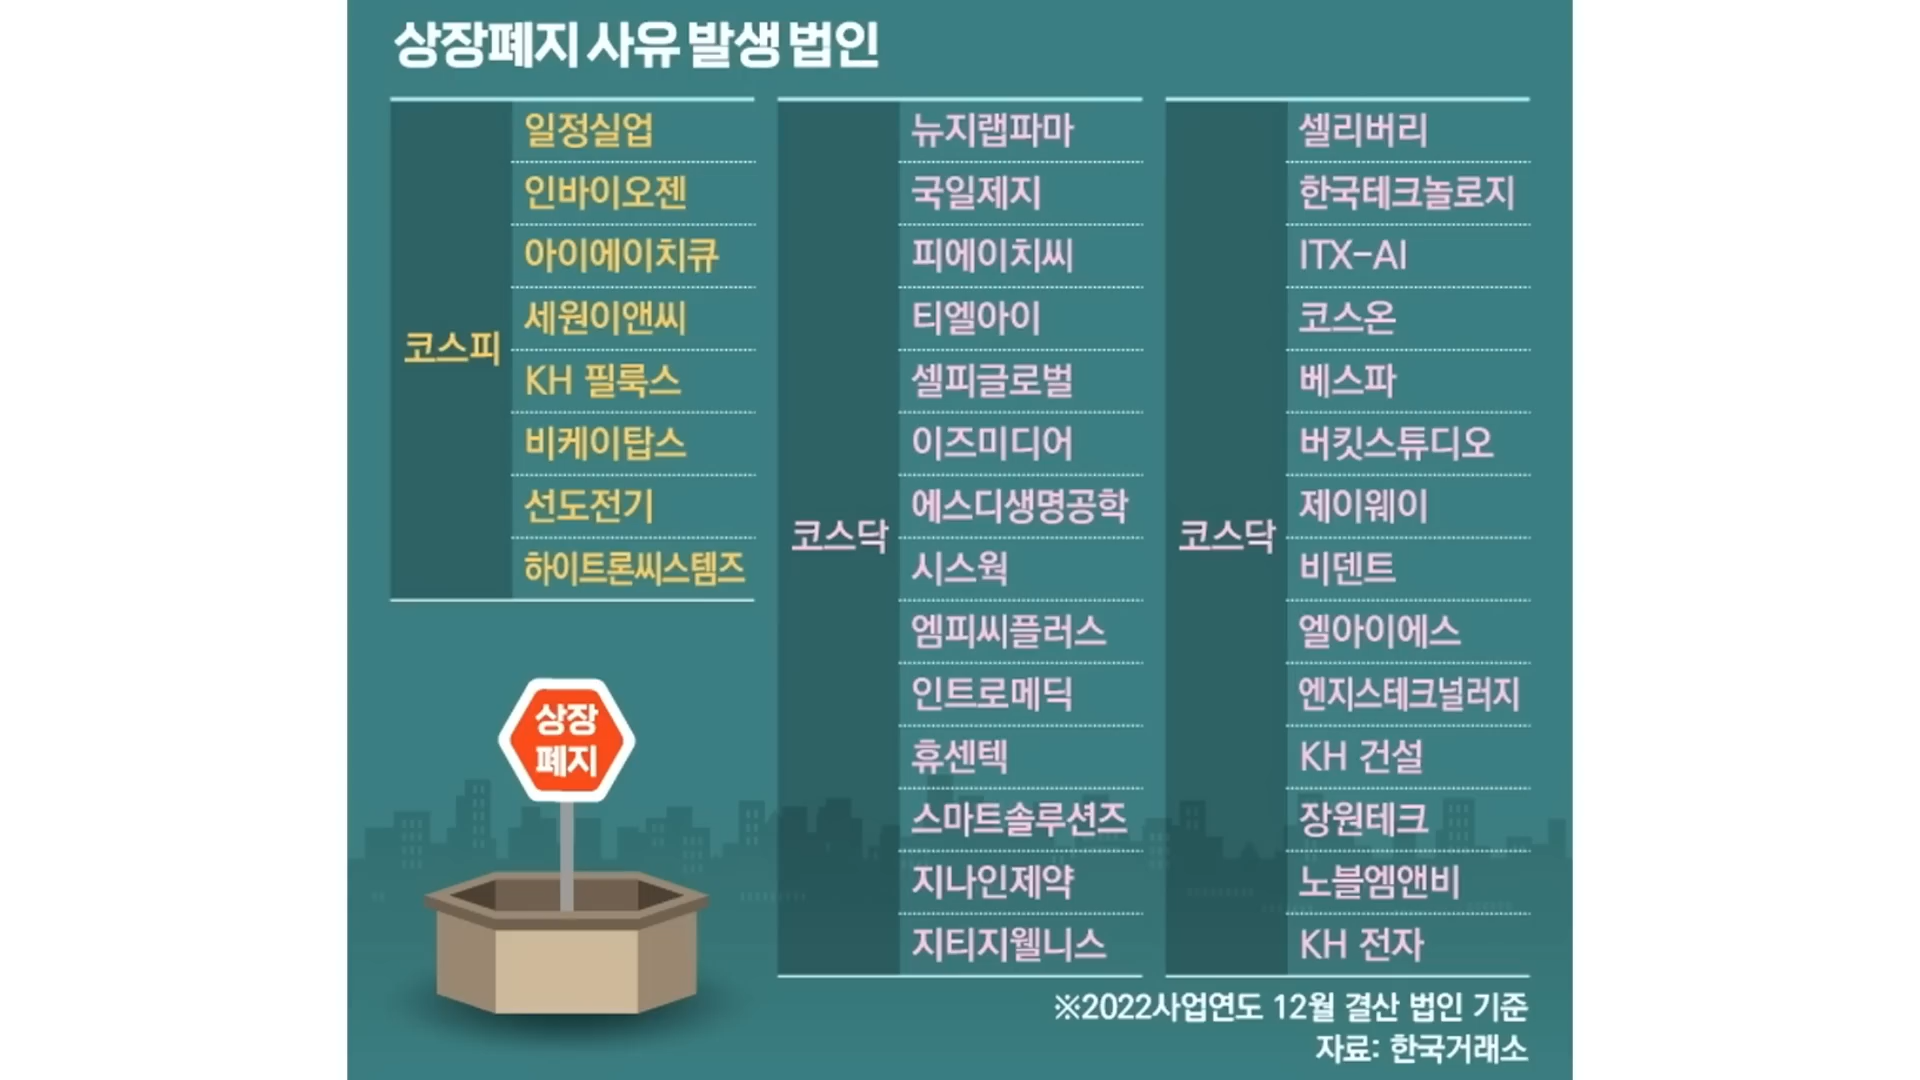 상장폐지 사유 발생 법인
코스피
일정실업
인바이오젠
아이에이치큐
세원이앤씨
KH 필룩스
비케이탑스
선도전기
하이트론씨스템즈
코스닥
뉴지랩파마
국일제지
피에이치씨
티엘아이
셀피글로벌
이즈미디어
에스디생명공학
시스웍
엠피씨플러스
인트로메딕
휴센텍
스마트솔루션즈
지나인제약
지티지웰니스
코스닥
셀리버리
한국테크놀로지
ITX-AI
코스온
베스파
버킷스튜디오
제이웨이
비덴트
엘아이에스
엔지스테크널러지
KH 건설
장원테크
노블엠앤비
KH 전자
상장
폐지
※2022사업연도 12월 결산 법인 기준
자료: 한국거래소